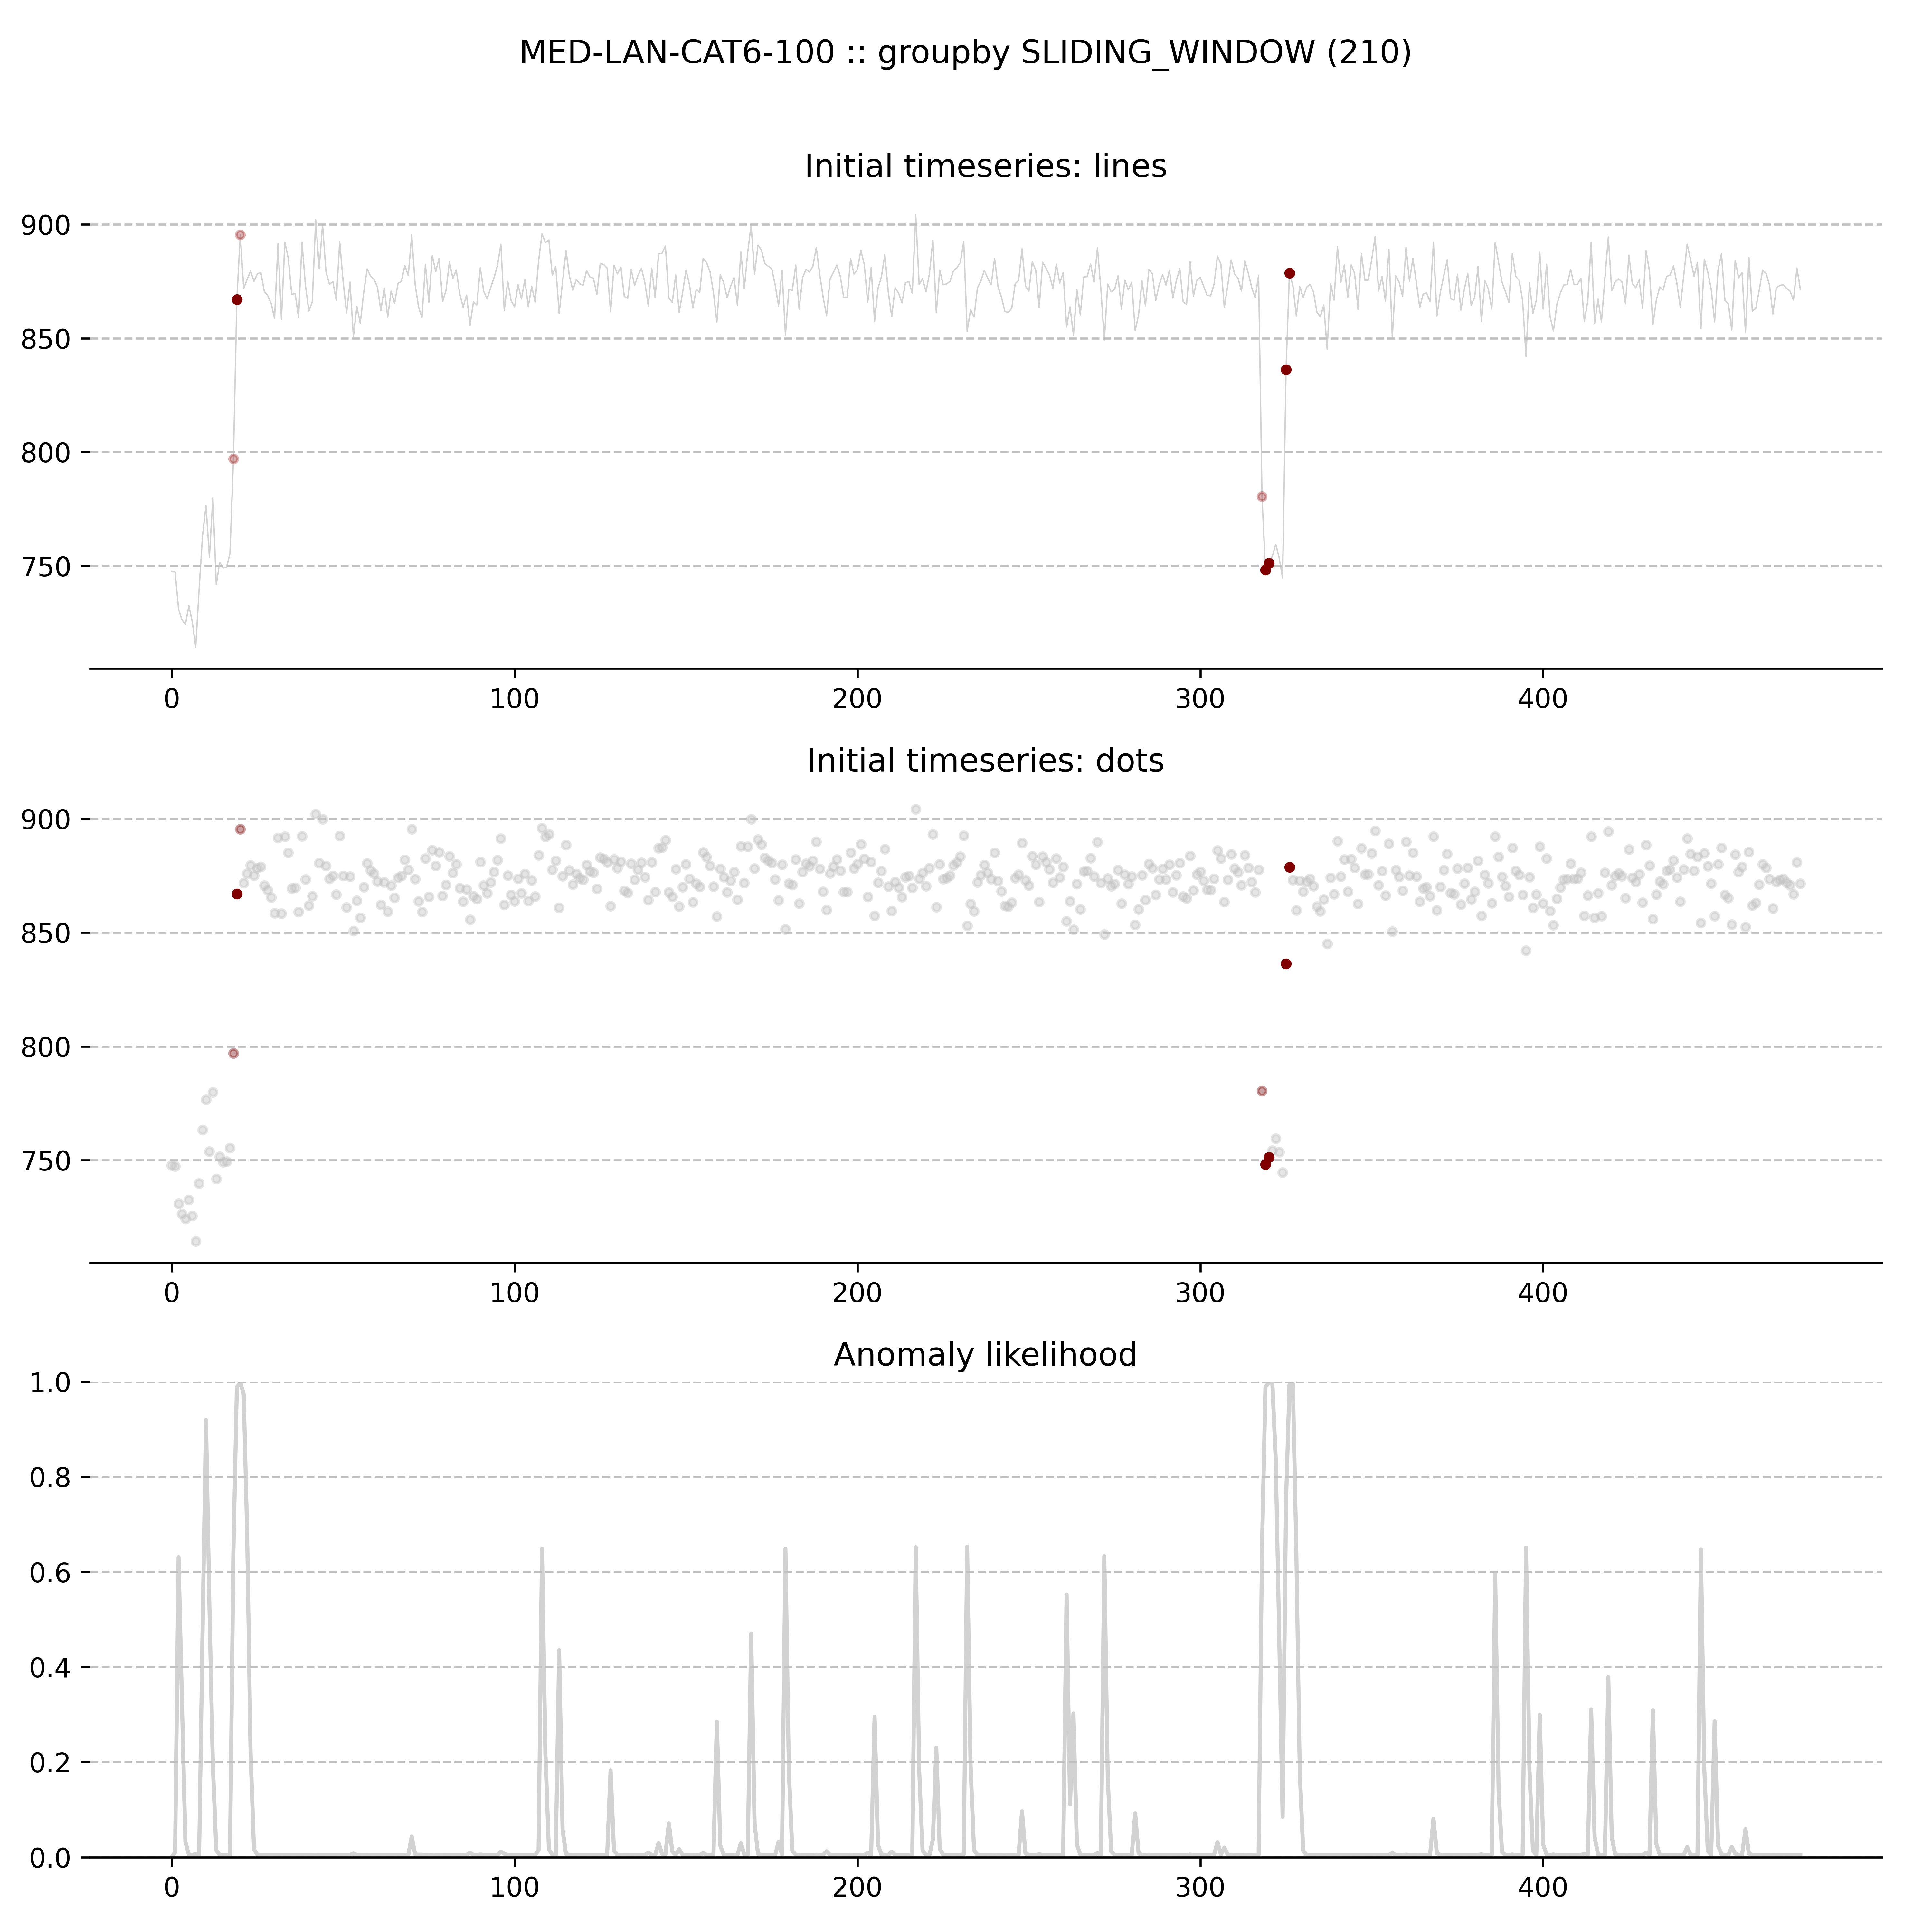 MED-LAN-CAT6-100 :: groupby SLIDING_WINDOW (210)
Initial timeseries: lines
900
850
800
750
0 100 200 300 400
Initial timeseries: dots
900
850
800
750
0 100 200 300 400
Anomaly likelihood
1.0
0.8
0.6
0.4
0.2
0.0
0 100 200 300 400